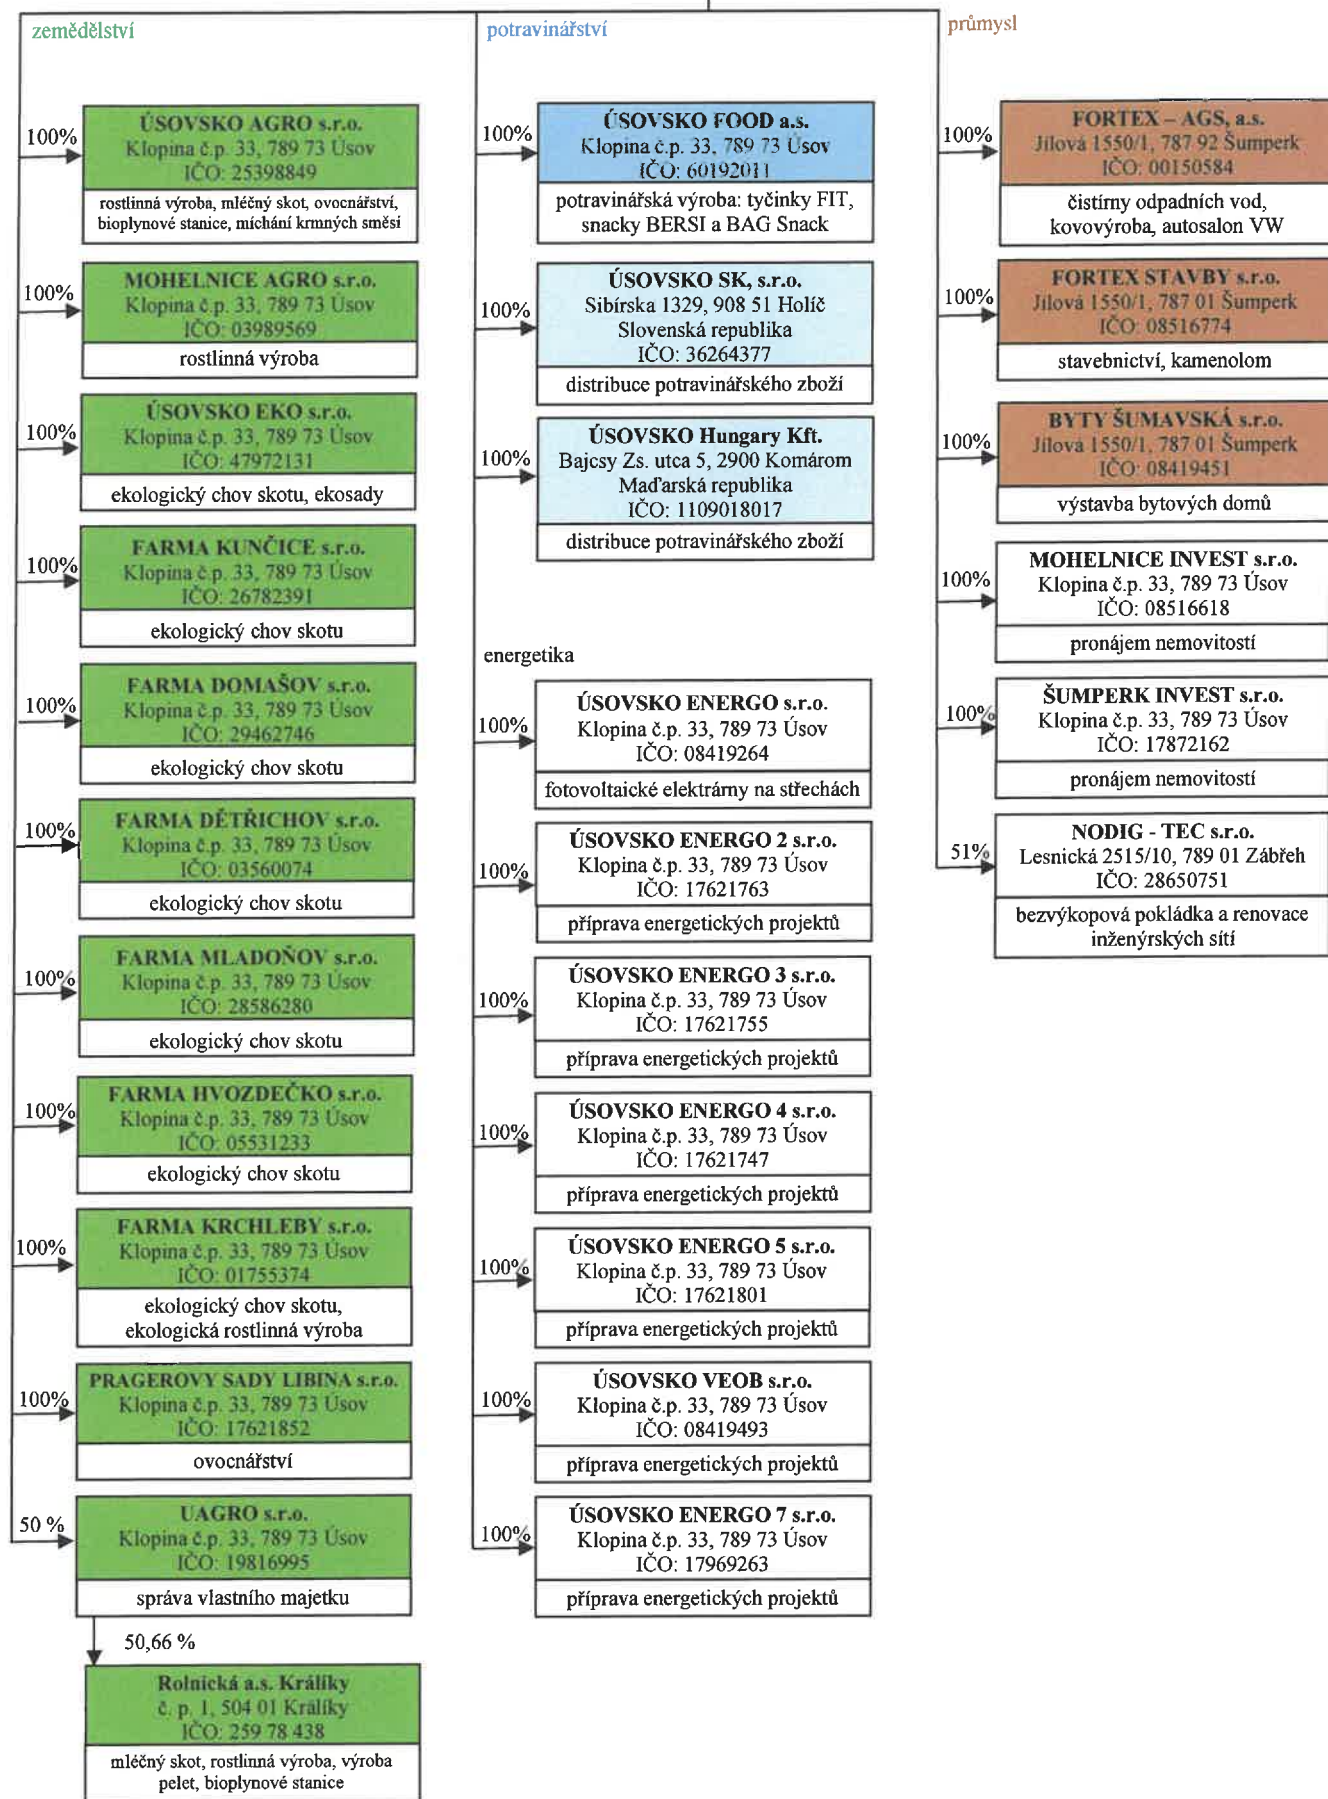 zemědělství
100%
ÚSOVSKO AGRO s.r.o.
Klopina č.p. 33, 789 73 Úsov
IČO: 25398849
rostlinná výroba, mléčný skot, ovocnářství,
bioplynové stanice, míchání krmných směsí
100%
MOHELNICE AGRO s.r.o.
Klopina č.p. 33, 789 73 Úsov
IČO: 03989569
rostlinná výroba
100%
ÚSOVSKO EKO s.r.o.
Klopina č.p. 33, 789 73 Úsov
IČO: 47972131
ekologický chov skotu, ekosady
100%
FARMA KUNČICE s.r.o.
Klopina č.p. 33, 789 73 Úsov
IČO: 26782391
ekologický chov skotu
100%
FARMA DOMAŠOV s.r.o.
Klopina č.p. 33, 789 73 Úsov
IČO: 29462746
ekologický chov skotu
100%
FARMA DĚTŘICHOV s.r.o.
Klopina č.p. 33, 789 73 Úsov
IČO: 03560074
ekologický chov skotu
100%
FARMA MLADOŇOV s.r.o.
Klopina č.p. 33, 789 73 Úsov
IČO: 28586280
ekologický chov skotu
100%
FARMA HVOZDEČKO s.r.o.
Klopina č.p. 33, 789 73 Úsov
IČO: 05531233
ekologický chov skotu
100%
FARMA KRCHLEBY s.r.o.
Klopina č.p. 33, 789 73 Úsov
IČO: 01755374
ekologický chov skotu,
ekologická rostlinná výroba
100%
PRAGEROVY SADY LIBINA s.r.o.
Klopina č.p. 33, 789 73 Úsov
IČO: 17621852
ovocnářství
50 %
UAGRO s.r.o.
Klopina č.p. 33, 789 73 Úsov
IČO: 19816995
správa vlastního majetku
50,66 %
Rolnická a.s. Králíky
č. p. 1, 504 01 Králíky
IČO: 259 78 438
mléčný skot, rostlinná výroba, výroba
pelet, bioplynové stanice
potravinářství
100%
ÚSOVSKO FOOD a.s.
Klopina č.p. 33, 789 73 Úsov
IČO: 60192011
potravinářská výroba: tyčinky FIT,
snacky BERSI a BAG Snack
100%
ÚSOVSKO SK, s.r.o.
Sibírska 1329, 908 51 Holíč
Slovenská republika
IČO: 36264377
distribuce potravinářského zboží
100%
ÚSOVSKO Hungary Kft.
Bajcsy Zs. utca 5, 2900 Komárom
Maďarská republika
IČO: 1109018017
distribuce potravinářského zboží
energetika
100%
ÚSOVSKO ENERGO s.r.o.
Klopina č.p. 33, 789 73 Úsov
IČO: 08419264
fotovoltaické elektrárny na střechách
100%
ÚSOVSKO ENERGO 2 s.r.o.
Klopina č.p. 33, 789 73 Úsov
IČO: 17621763
příprava energetických projektů
100%
ÚSOVSKO ENERGO 3 s.r.o.
Klopina č.p. 33, 789 73 Úsov
IČO: 17621755
příprava energetických projektů
100%
ÚSOVSKO ENERGO 4 s.r.o.
Klopina č.p. 33, 789 73 Úsov
IČO: 17621747
příprava energetických projektů
100%
ÚSOVSKO ENERGO 5 s.r.o.
Klopina č.p. 33, 789 73 Úsov
IČO: 17621801
příprava energetických projektů
100%
ÚSOVSKO VEOB s.r.o.
Klopina č.p. 33, 789 73 Úsov
IČO: 08419493
příprava energetických projektů
100%
ÚSOVSKO ENERGO 7 s.r.o.
Klopina č.p. 33, 789 73 Úsov
IČO: 17969263
příprava energetických projektů
průmysl
100%
FORTEX – AGS, a.s.
Jílová 1550/1, 787 92 Šumperk
IČO: 00150584
čistírny odpadních vod,
kovovýroba, autosalon VW
100%
FORTEX STAVBY s.r.o.
Jílová 1550/1, 787 01 Šumperk
IČO: 08516774
stavebnictví, kamenolom
100%
BYTY ŠUMAVSKÁ s.r.o.
Jílová 1550/1, 787 01 Šumperk
IČO: 08419451
výstavba bytových domů
100%
MOHELNICE INVEST s.r.o.
Klopina č.p. 33, 789 73 Úsov
IČO: 08516618
pronájem nemovitostí
100%
ŠUMPERK INVEST s.r.o.
Klopina č.p. 33, 789 73 Úsov
IČO: 17872162
pronájem nemovitostí
51%
NODIG - TEC s.r.o.
Lesnická 2515/10, 789 01 Zábřeh
IČO: 28650751
bezvýkopová pokládka a renovace
inženýrských sítí